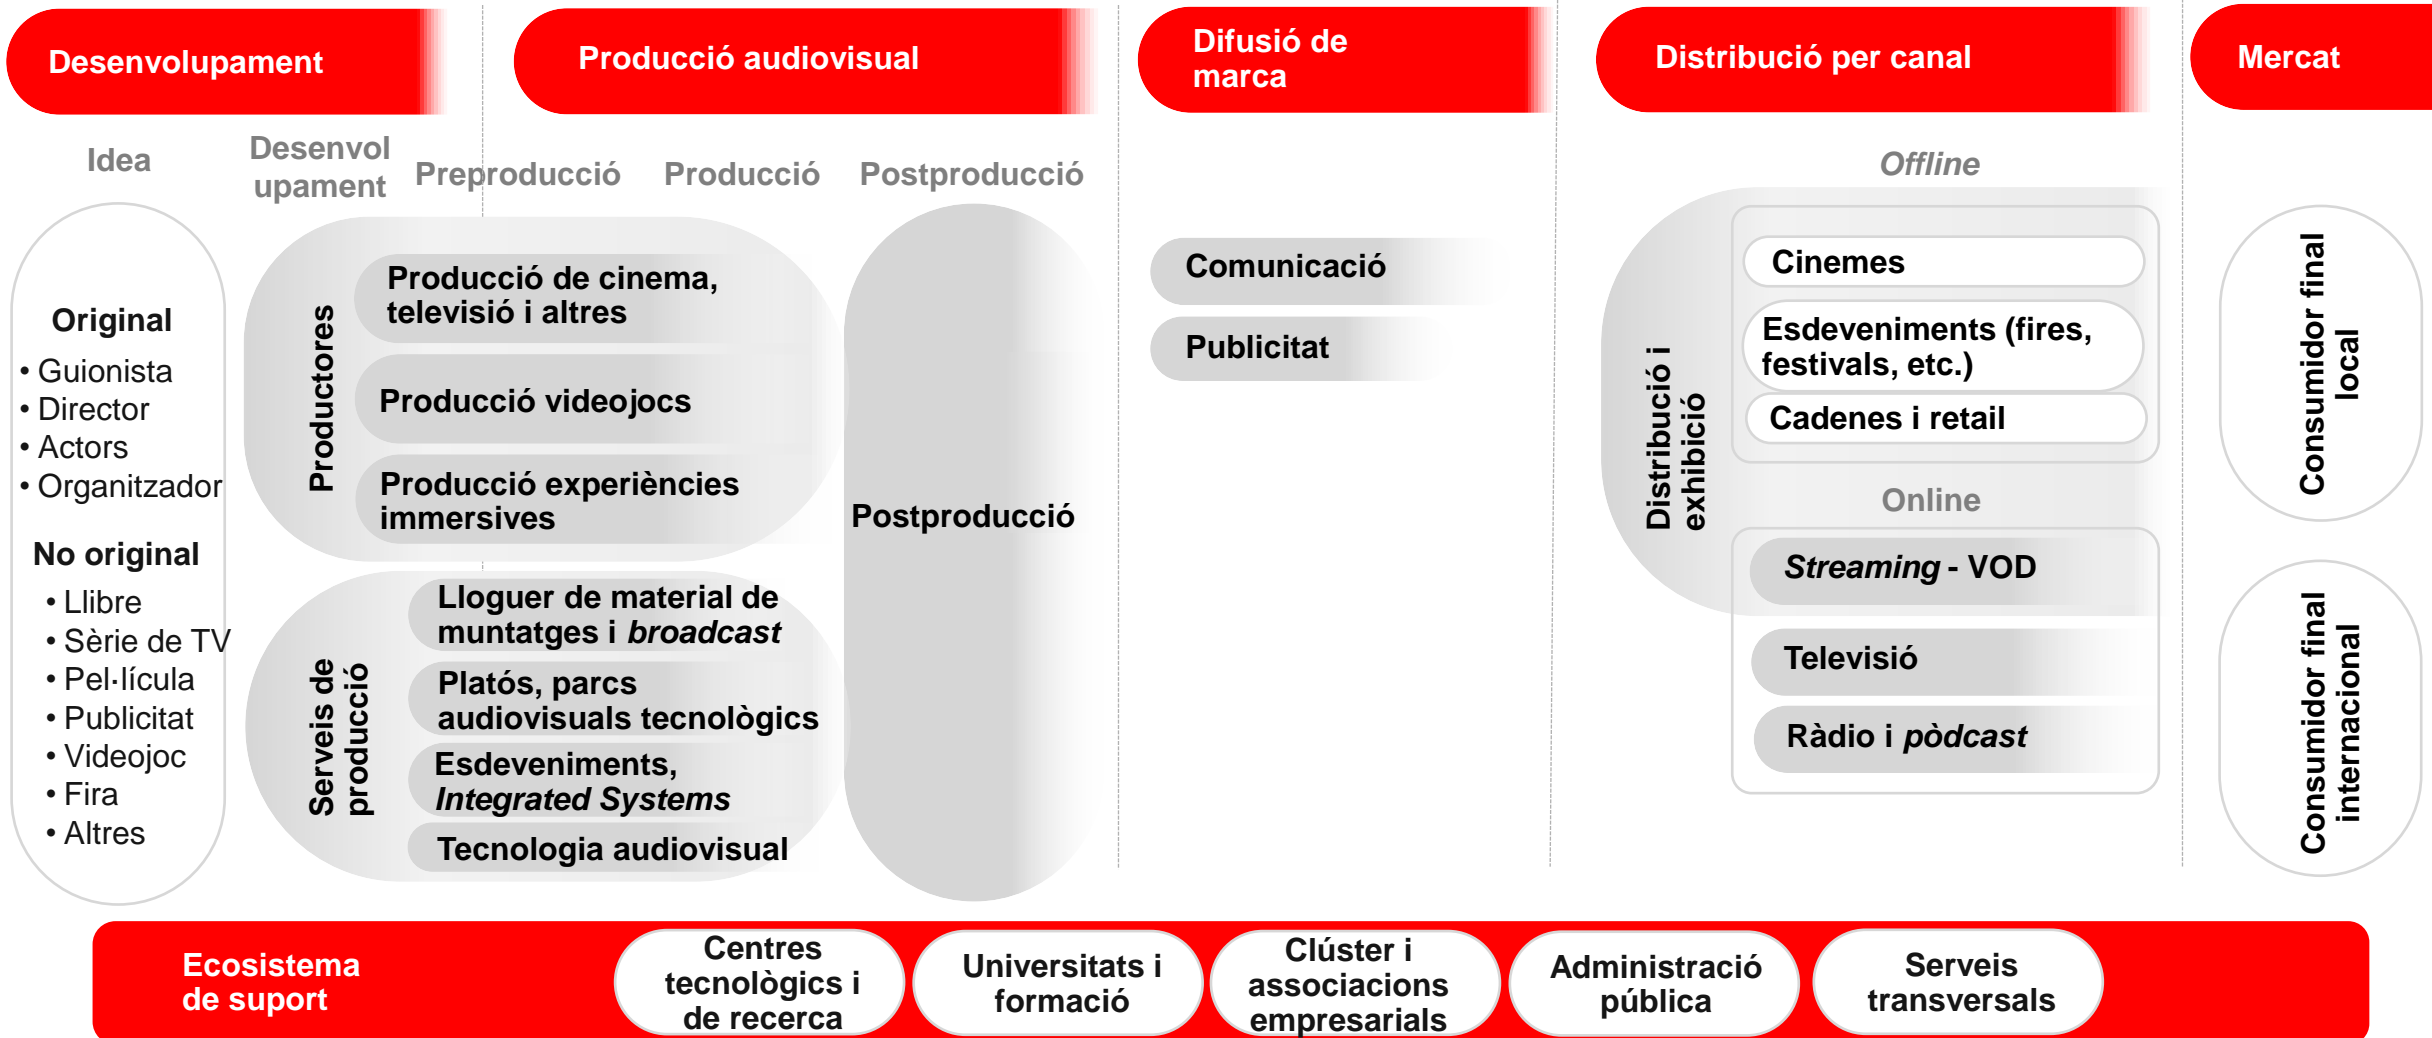 Desenvolupament
Producció audiovisual
Difusió de
marca
Distribució per canal
Mercat
Idea
Desenvol
upament
Preproducció
Producció
Postproducció
Offline
Original
• Guionista
• Director
• Actors
• Organitzador
No original
• Llibre
• Sèrie de TV
• Pel·lícula
• Publicitat
• Videojoc
• Fira
• Altres
Productores
Producció de cinema,
televisió i altres
Producció videojocs
Producció experiències
immersives
Serveis de
producció
Lloguer de material de
muntatges i broadcast
Platós, parcs
audiovisuals tecnològics
Esdeveniments,
Integrated Systems
Tecnologia audiovisual
Postproducció
Comunicació
Publicitat
Distribució i
exhibició
Cinemes
Esdeveniments (fires,
festivals, etc.)
Cadenes i retail
Online
Streaming - VOD
Televisió
Ràdio i pòdcast
Consumidor final
local
Consumidor final
internacional
Ecosistema
de suport
Centres
tecnològics i
de recerca
Universitats i
formació
Clúster i
associacions
empresarials
Administració
pública
Serveis
transversals